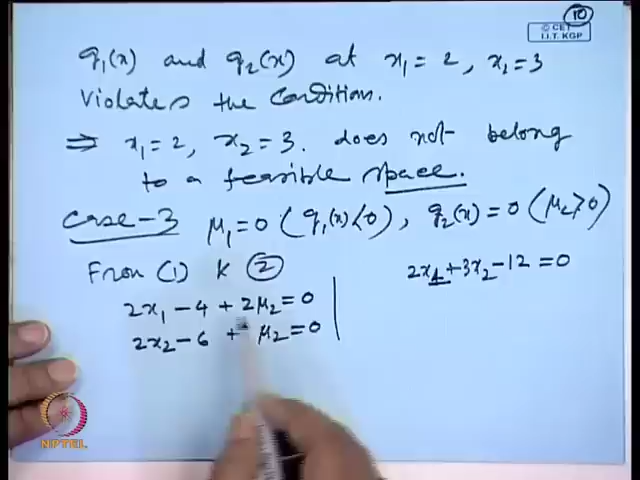 10
© CET
I.I.T. KGP
g₁(x) and g₂(x) at x₁ = 2, x₂ = 3
violates the condition.
⇒ x₁ = 2, x₂ = 3. does not belong
to a feasible space.
Case-3 μ₁ = 0 (g₁(x) < 0), g₂(x) = 0 (μ₂ > 0)
From (1) & (2)
2x₁ + 3x₂ - 12 = 0
2x₁ - 4 + 2μ₂ = 0
2x₂ - 6 + μ₂ = 0
NPTEL